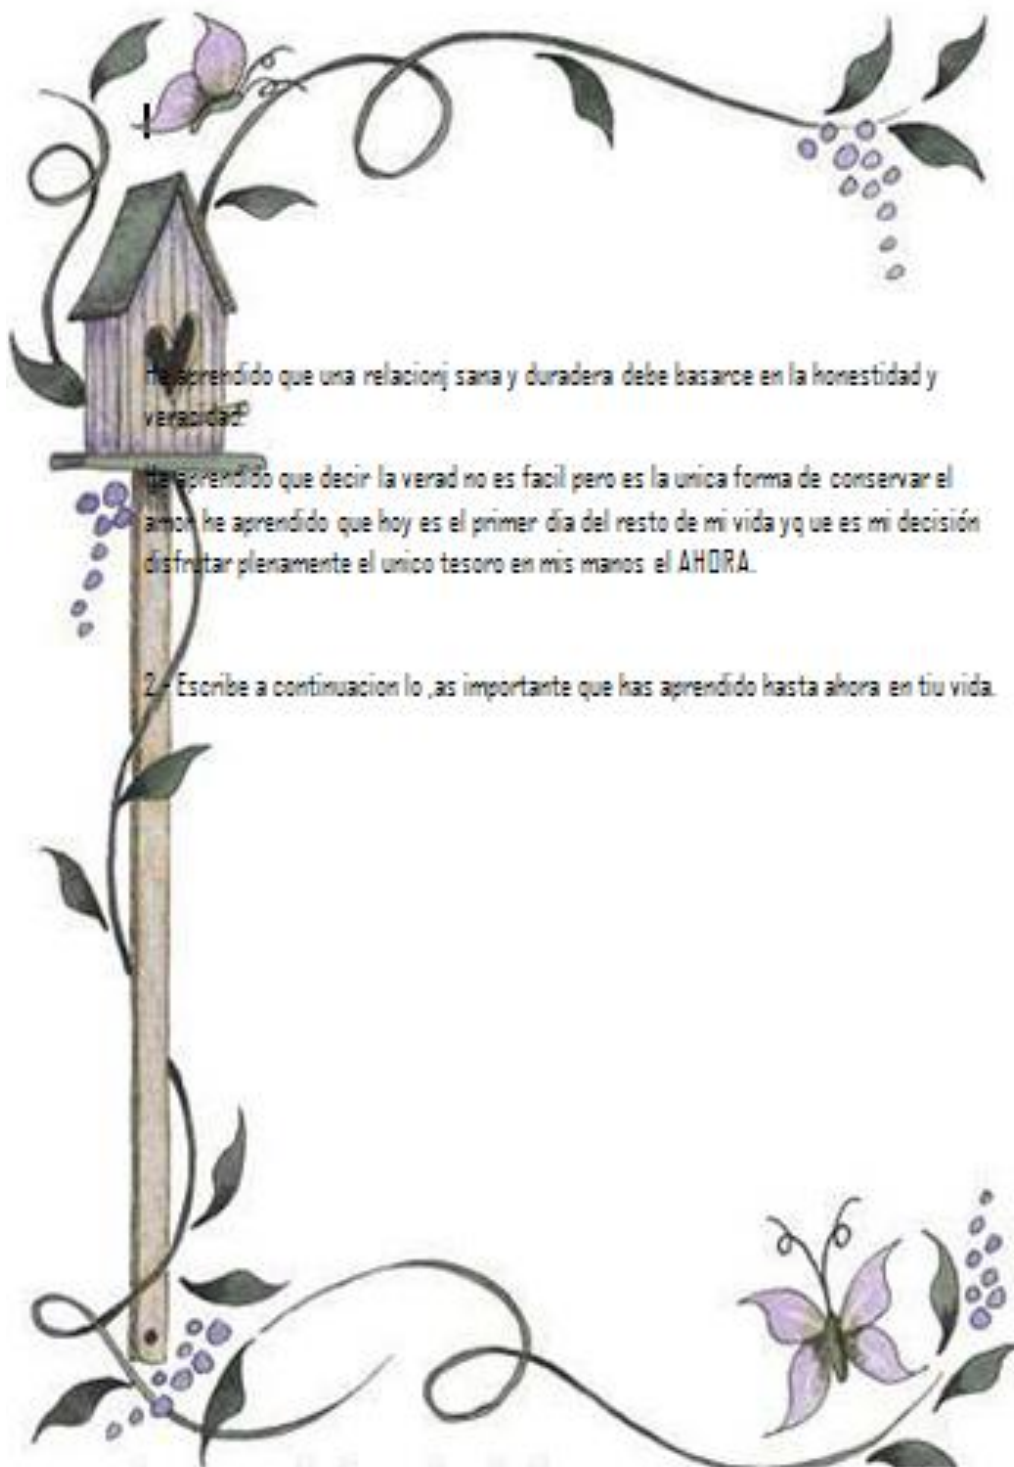 He aprendido que una relacionj sana y duradera debe basarce en la honestidad y
veracidad
He aprendido que decir la verad no es facil pero es la unica forma de conservar el
amor he aprendido que hoy es el primer dia del resto de mi vida yq ue es mi decisión
disfrutar plenamente el unico tesoro en mis manos el AHORA.
2.- Escribe a continuacion lo ,as importante que has aprendido hasta ahora en tiu vida.